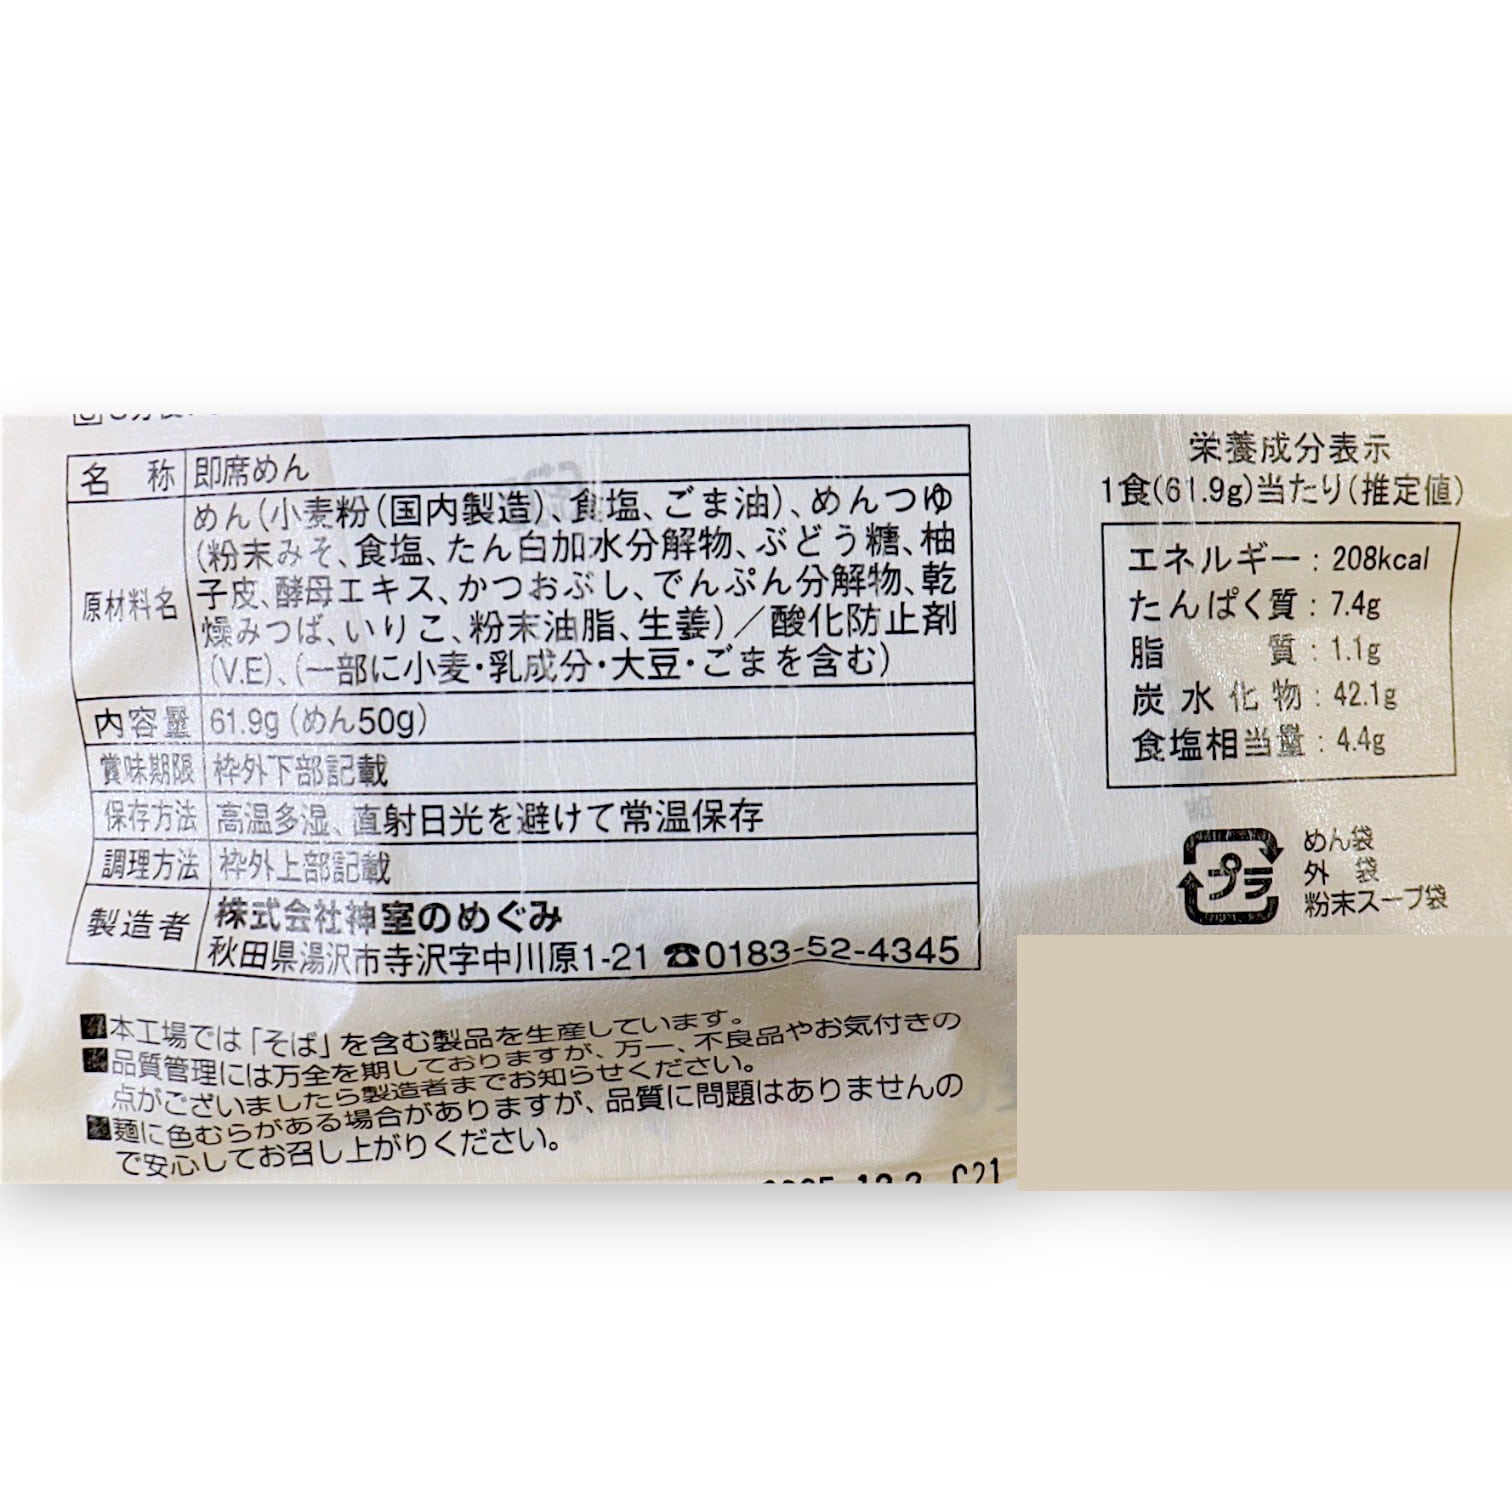 名 称 即席めん
原材料名 めん(小麦粉(国内製造)、食塩、ごま油)、めんつゆ
(粉末みそ、食塩、たん白加水分解物、ぶどう糖、柚
子皮、酵母エキス、かつおぶし、でんぷん分解物、乾
燥みつば、いりこ、粉末油脂、生姜)/酸化防止剤
(V.E)、(一部に小麦・乳成分・大豆・ごまを含む)
内容量 61.9g(めん50g)
賞味期限 枠外下部記載
保存方法 高温多湿、直射日光を避けて常温保存
調理方法 枠外上部記載
製造者 株式会社神室のめぐみ
秋田県湯沢市寺沢字中川原1-21 ☎0183-52-4345
■本工場では「そば」を含む製品を生産しています。
■品質管理には万全を期しておりますが、万一、不良品やお気付きの
点がございましたら製造者までお知らせください。
■麺に色むらがある場合がありますが、品質に問題はありませんの
で安心してお召し上がりください。
栄養成分表示
1食(61.9g)当たり(推定値)
エネルギー:208kcal
たんぱく質:7.4g
脂 質:1.1g
炭水化物:42.1g
食塩相当量:4.4g
プラ
めん袋
外 袋
粉末スープ袋